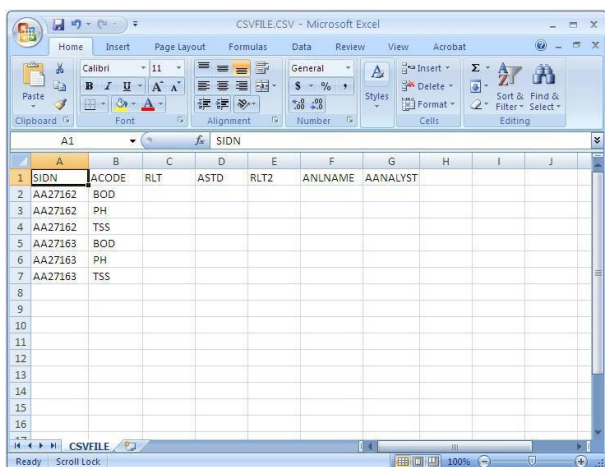 CSVFILE.CSV - Microsoft Excel
Home Insert Page Layout Formulas Data Review View Acrobat
Calibri 11 General Insert Σ
Paste B I U A A $ % , Styles Delete Sort & Find &
A .00 .0 Format Filter Select
Clipboard Font Alignment Number Cells Editing
A1 fx SIDN
A B C D E F G H I J
1 SIDN ACODE RLT ASTD RLT2 ANLNAME AANALYST
2 AA27162 BOD
3 AA27162 PH
4 AA27162 TSS
5 AA27163 BOD
6 AA27163 PH
7 AA27163 TSS
8
9
10
11
12
13
14
15
16
CSVFILE
Ready Scroll Lock 100%